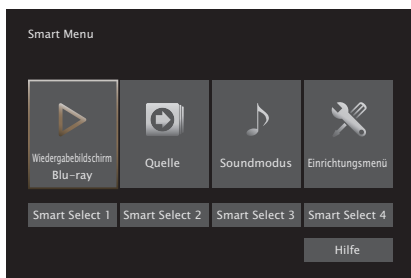 Smart Menu
Wiedergabebildschirm
Blu-ray
Quelle
Soundmodus
Einrichtungsmenü
Smart Select 1
Smart Select 2
Smart Select 3
Smart Select 4
Hilfe